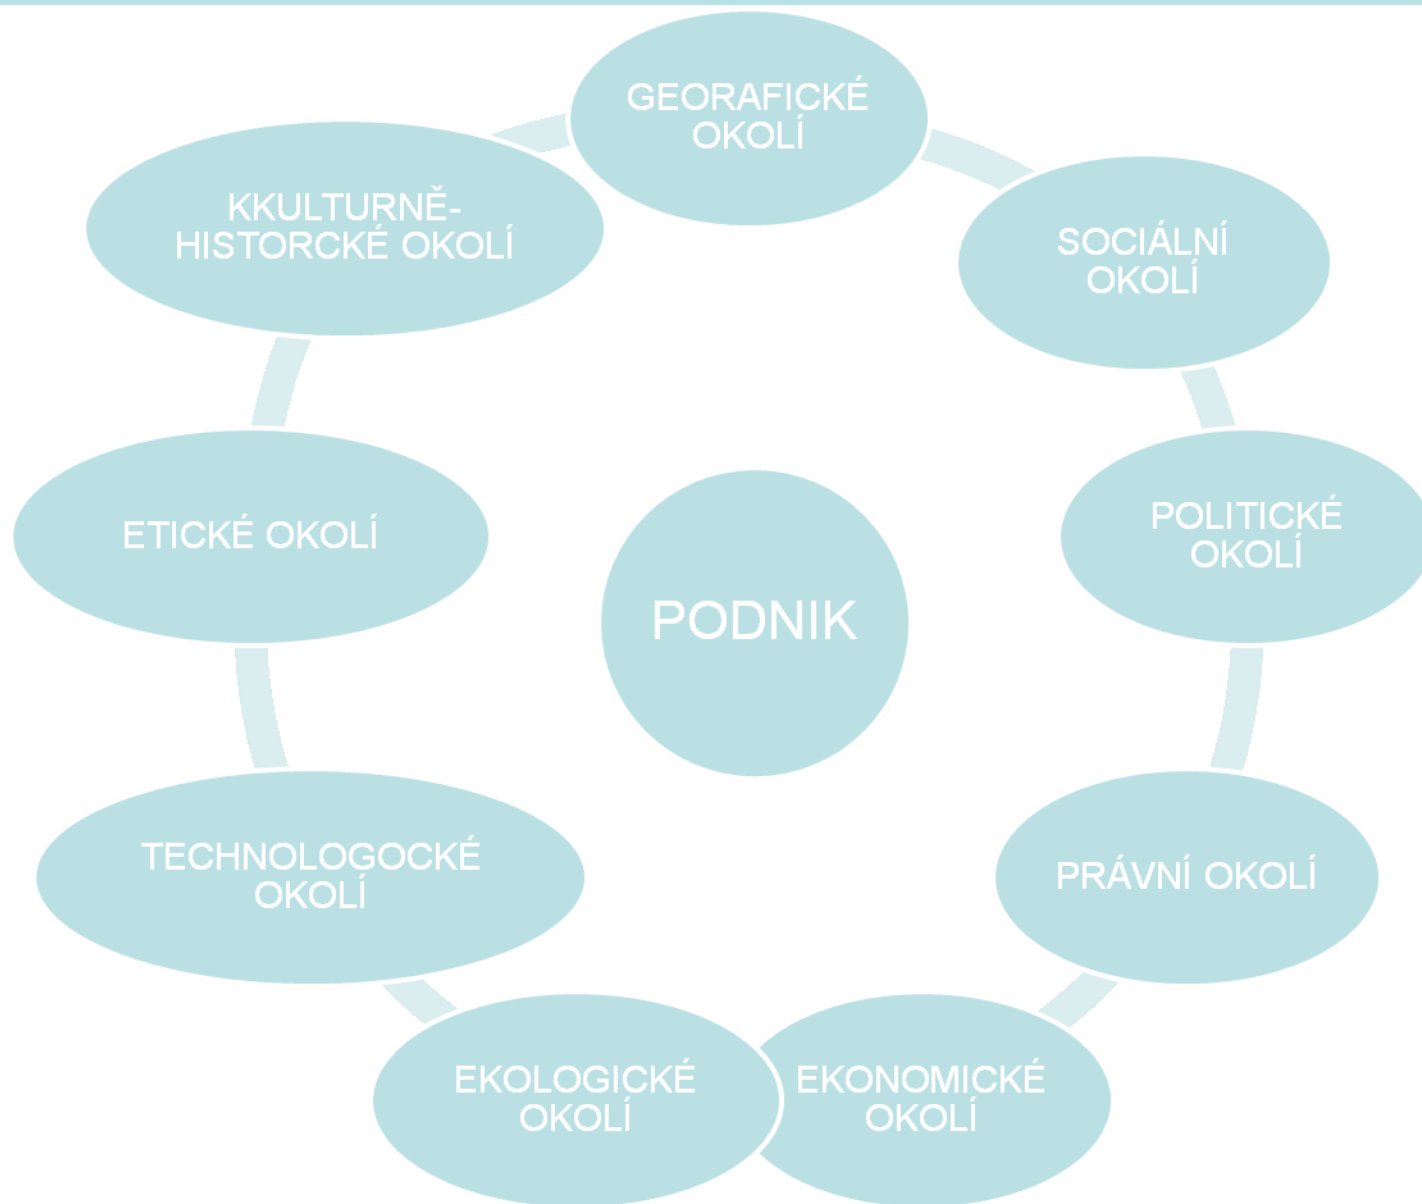 GEORAFICKÉ
OKOLÍ
KKULTURNĚ-
HISTORCKÉ OKOLÍ
SOCIÁLNÍ
OKOLÍ
ETICKÉ OKOLÍ
POLITICKÉ
OKOLÍ
PODNIK
TECHNOLOGOCKÉ
OKOLÍ
PRÁVNÍ OKOLÍ
EKOLOGICKÉ
OKOLÍ
EKONOMICKÉ
OKOLÍ